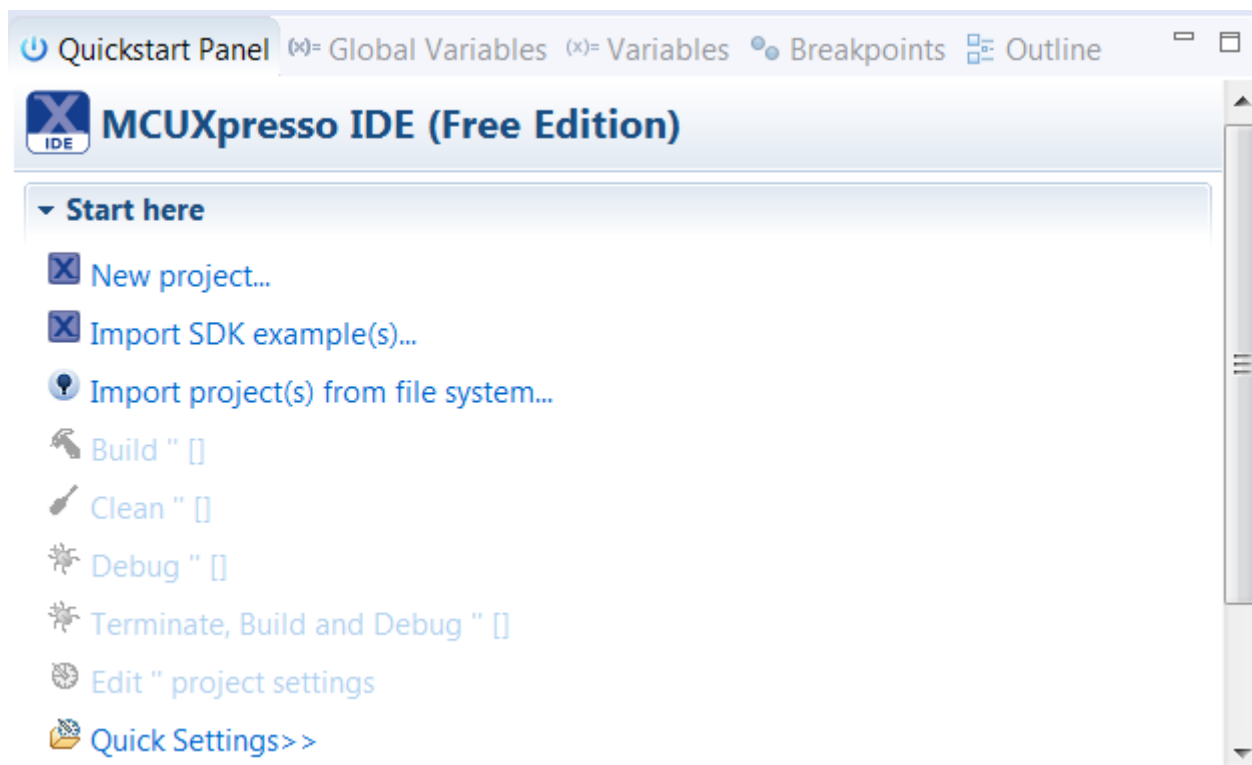 Quickstart Panel (x)= Global Variables (x)= Variables Breakpoints Outline
IDE MCUXpresso IDE (Free Edition)
Start here
New project...
Import SDK example(s)...
Import project(s) from file system...
Build '' []
Clean '' []
Debug '' []
Terminate, Build and Debug '' []
Edit '' project settings
Quick Settings>>